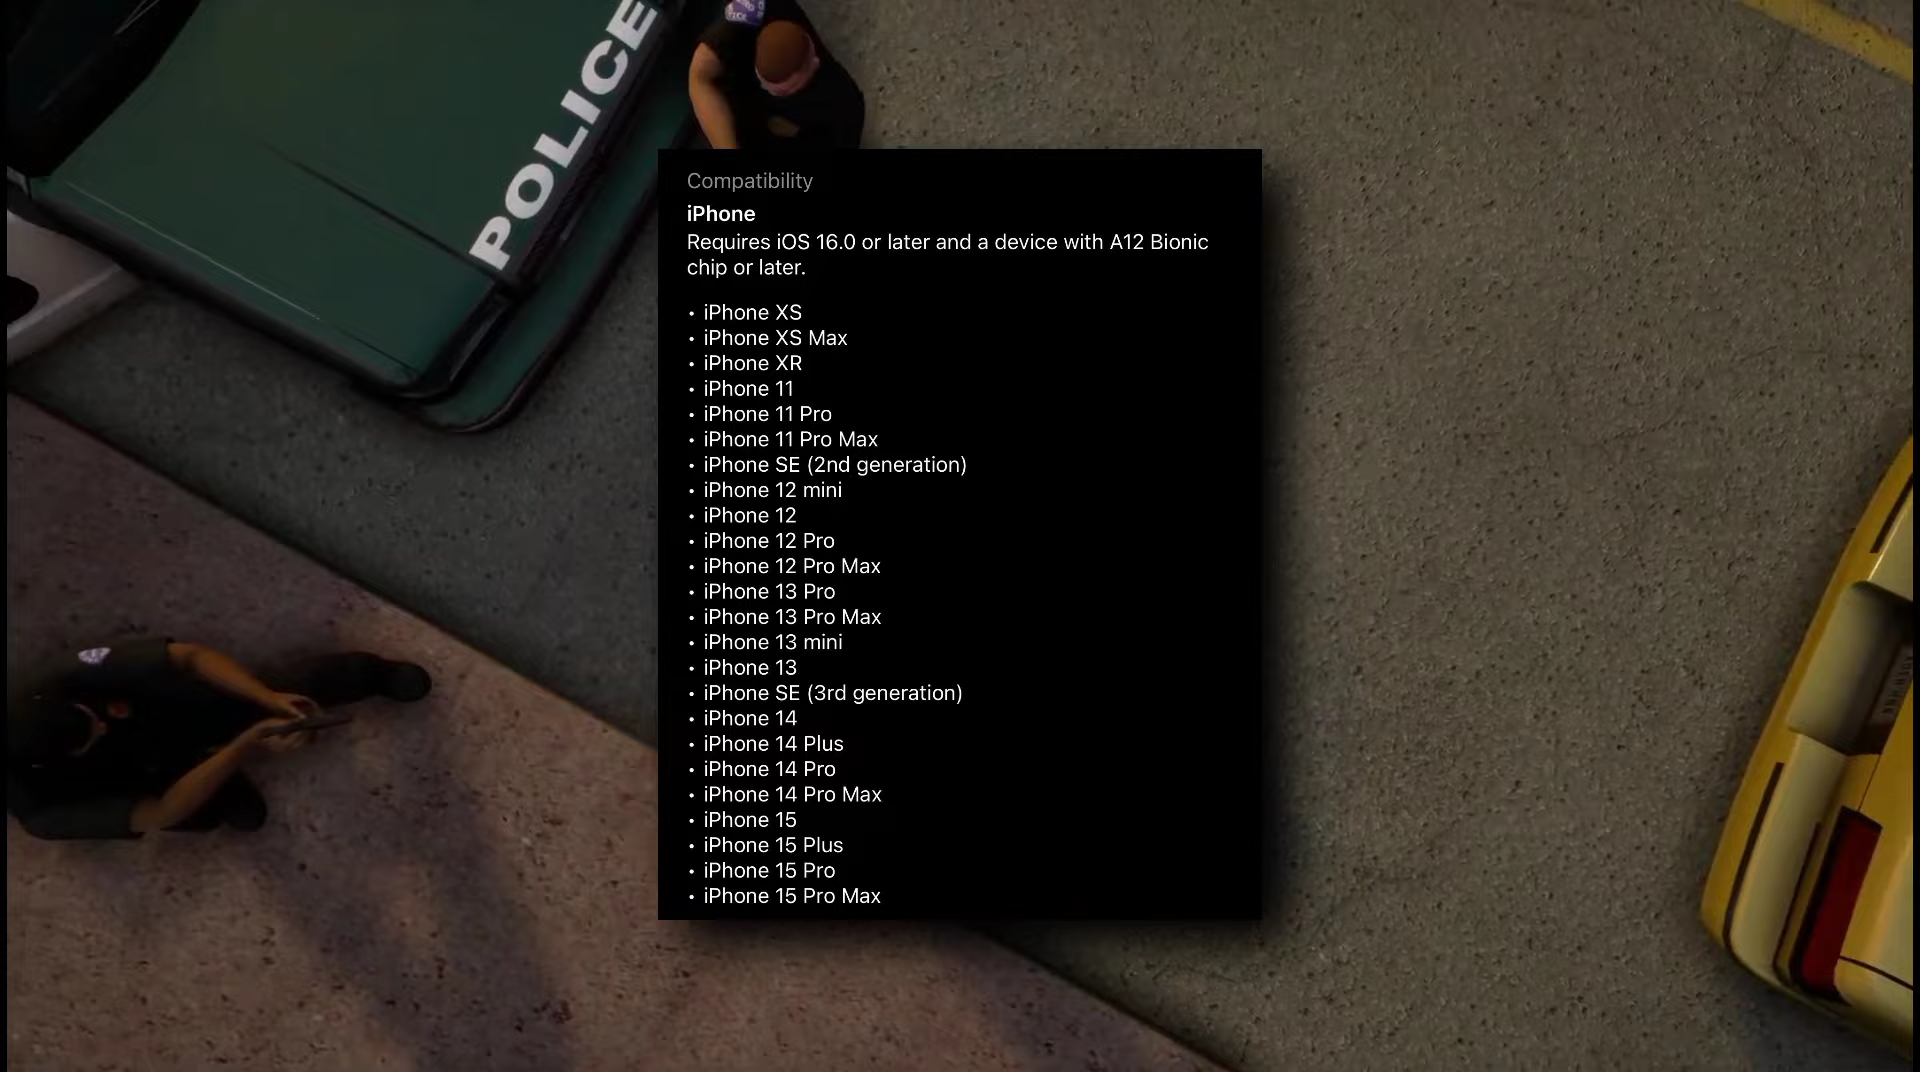 POLICE
Compatibility
iPhone
Requires iOS 16.0 or later and a device with A12 Bionic
chip or later.
• iPhone XS
• iPhone XS Max
• iPhone XR
• iPhone 11
• iPhone 11 Pro
• iPhone 11 Pro Max
• iPhone SE (2nd generation)
• iPhone 12 mini
• iPhone 12
• iPhone 12 Pro
• iPhone 12 Pro Max
• iPhone 13 Pro
• iPhone 13 Pro Max
• iPhone 13 mini
• iPhone 13
• iPhone SE (3rd generation)
• iPhone 14
• iPhone 14 Plus
• iPhone 14 Pro
• iPhone 14 Pro Max
• iPhone 15
• iPhone 15 Plus
• iPhone 15 Pro
• iPhone 15 Pro Max